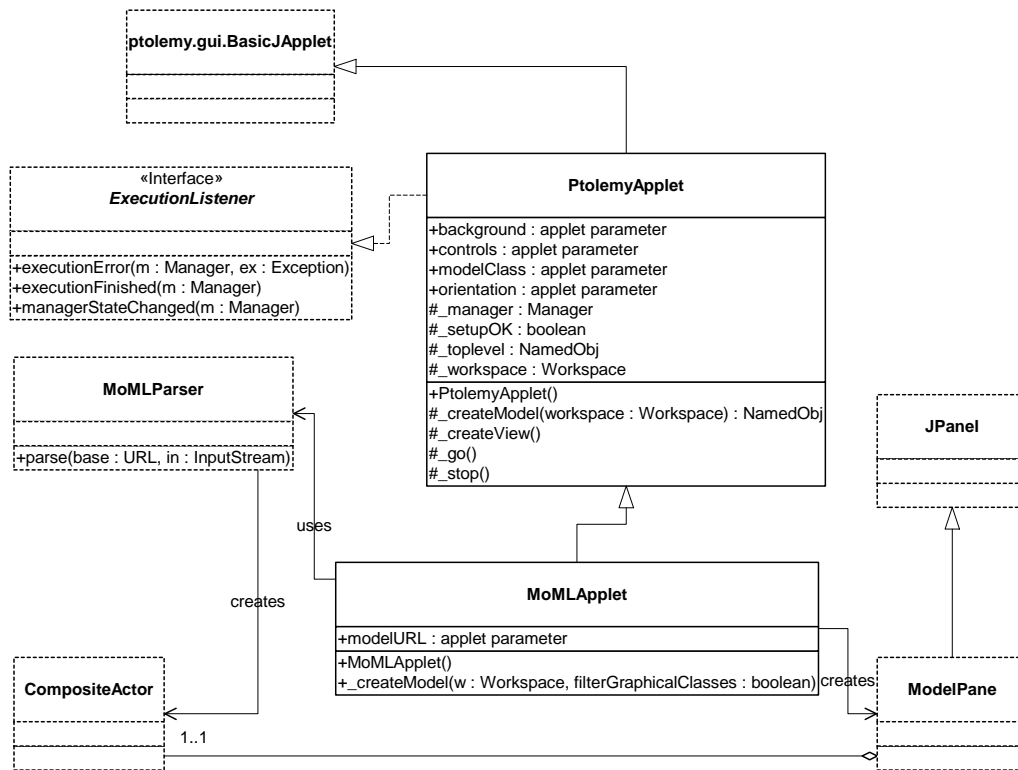 ptolemy.gui.BasicJApplet
«Interface»
ExecutionListener
+executionError(m : Manager, ex : Exception)
+executionFinished(m : Manager)
+managerStateChanged(m : Manager)
PtolemyApplet
+background : applet parameter
+controls : applet parameter
+modelClass : applet parameter
+orientation : applet parameter
#_manager : Manager
#_setupOK : boolean
#_toplevel : NamedObj
#_workspace : Workspace
+PtolemyApplet()
#_createModel(workspace : Workspace) : NamedObj
#_createView()
#_go()
#_stop()
MoMLParser
+parse(base : URL, in : InputStream)
JPanel
uses
creates
MoMLApplet
+modelURL : applet parameter
+MoMLApplet()
+_createModel(w : Workspace, filterGraphicalClasses : boolean)
creates
CompositeActor
1..1
ModelPane